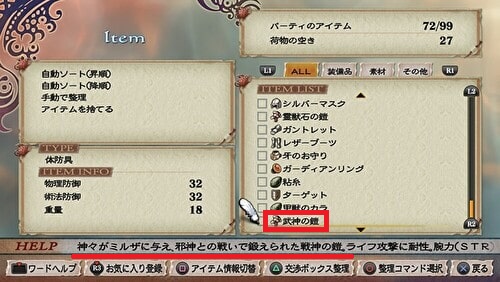 Item
パーティのアイテム 72/99
荷物の空き 27
自動ソート(昇順)
自動ソート(降順)
手動で整理
アイテムを捨てる
L1 ALL 装備品 素材 その他 R1
ITEM LIST
L2
シルバーマスク
霊獣石の鎧
ガントレット
レザーブーツ
牙のお守り
ガーディアンリング
粘糸
ターゲット
甲獣のカラ
武神の鎧
R2
TYPE
体防具
ITEM INFO
物理防御 32
術法防御 32
重量 18
HELP 神々がミルザに与え,邪神との戦いで鍛えられた戦神の鎧。ライフ攻撃に耐性。腕力(STR
ワードヘルプ
R3 お気に入り登録
アイテム情報切替
交渉ボックス整理
整理コマンド選択
戻る